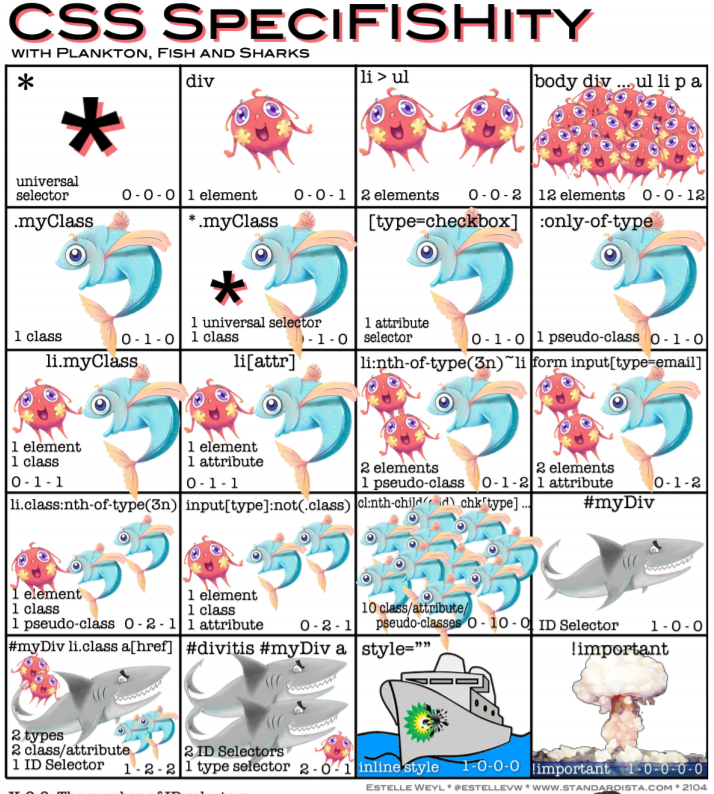 CSS SpeciFISHity
with Plankton, Fish and Sharks
*
*
universal
selector
0-0-0
div
1 element
0-0-1
li > ul
2 elements
0-0-2
body div ... ul li p a
12 elements
0-0-12
.myClass
1 class
0-1-0
*.myClass
*
1 universal selector
1 class
0-1-0
[type=checkbox]
1 attribute
selector
0-1-0
:only-of-type
1 pseudo-class
0-1-0
li.myClass
1 element
1 class
0-1-1
li[attr]
1 element
1 attribute
0-1-1
li:nth-of-type(3n)~li
2 elements
1 pseudo-class
0-1-2
form input[type=email]
2 elements
1 attribute
0-1-2
li.class:nth-of-type(3n)
1 element
1 class
1 pseudo-class
0-2-1
input[type]:not(.class)
1 element
1 class
1 attribute
0-2-1
chk[type] ...
10 class/attribute/
pseudo-classes
0-10-0
#myDiv
ID Selector
1-0-0
#myDiv li.class a[href]
2 types
2 class/attribute
1 ID Selector
1-2-2
#divitis #myDiv a
2 ID Selectors
1 type selector
2-0-1
style=""
inline style
1-0-0-0
!important
!important
1-0-0-0-0
Estelle Weyl * @estellevw * www.standardista.com * 2104